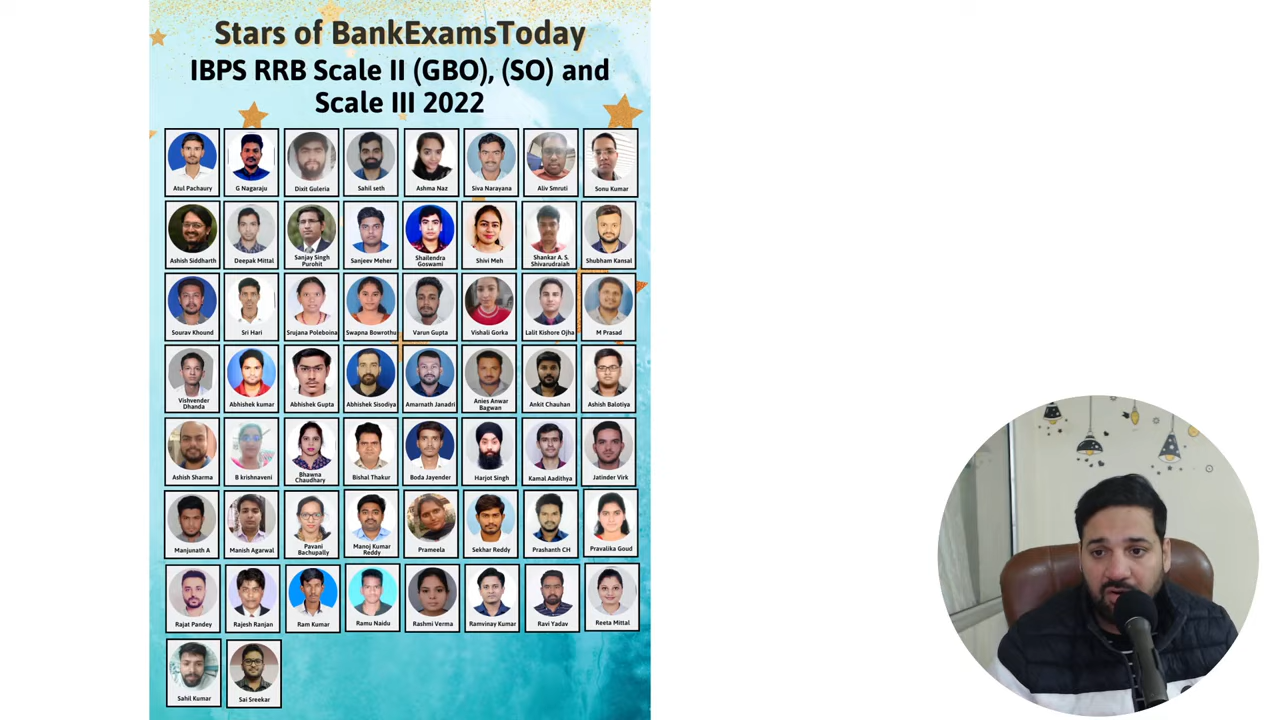 Stars of BankExamsToday
IBPS RRB Scale II (GBO), (SO) and
Scale III 2022
Atul Pachaury
G Nagaraju
Dixit Guleria
Sahil seth
Ashma Naz
Siva Narayana
Aliv Smruti
Sonu Kumar
Ashish Siddharth
Deepak Mittal
Sanjay Singh
Purohit
Sanjeev Meher
Shailendra
Goswami
Shivi Meh
Shankar A. S.
Shivarudraiah
Shubham Kansal
Sourav Khound
Sri Hari
Srujana Poleboina
Swapna Bowrothu
Varun Gupta
Vishali Gorka
Lalit Kishore Ojha
M Prasad
Vishvender
Dhanda
Abhishek kumar
Abhishek Gupta
Abhishek Sisodiya
Amarnath Janadri
Anies Anwar
Bagwan
Ankit Chauhan
Ashish Balotiya
Ashish Sharma
B krishnaveni
Bhawna
Chaudhary
Bishal Thakur
Boda Jayender
Harjot Singh
Kamal Aadithya
Jatinder Virk
Manjunath A
Manish Agarwal
Pavani
Bachupally
Manoj Kumar
Reddy
Prameela
Sekhar Reddy
Prashanth CH
Pravalika Goud
Rajat Pandey
Rajesh Ranjan
Ram Kumar
Ramu Naidu
Rashmi Verma
Ramvinay Kumar
Ravi Yadav
Reeta Mittal
Sahil Kumar
Sai Sreekar